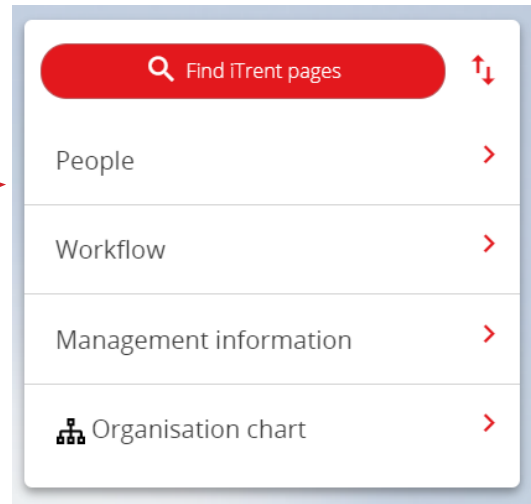 Find iTrent pages
People
Workflow
Management information
Organisation chart